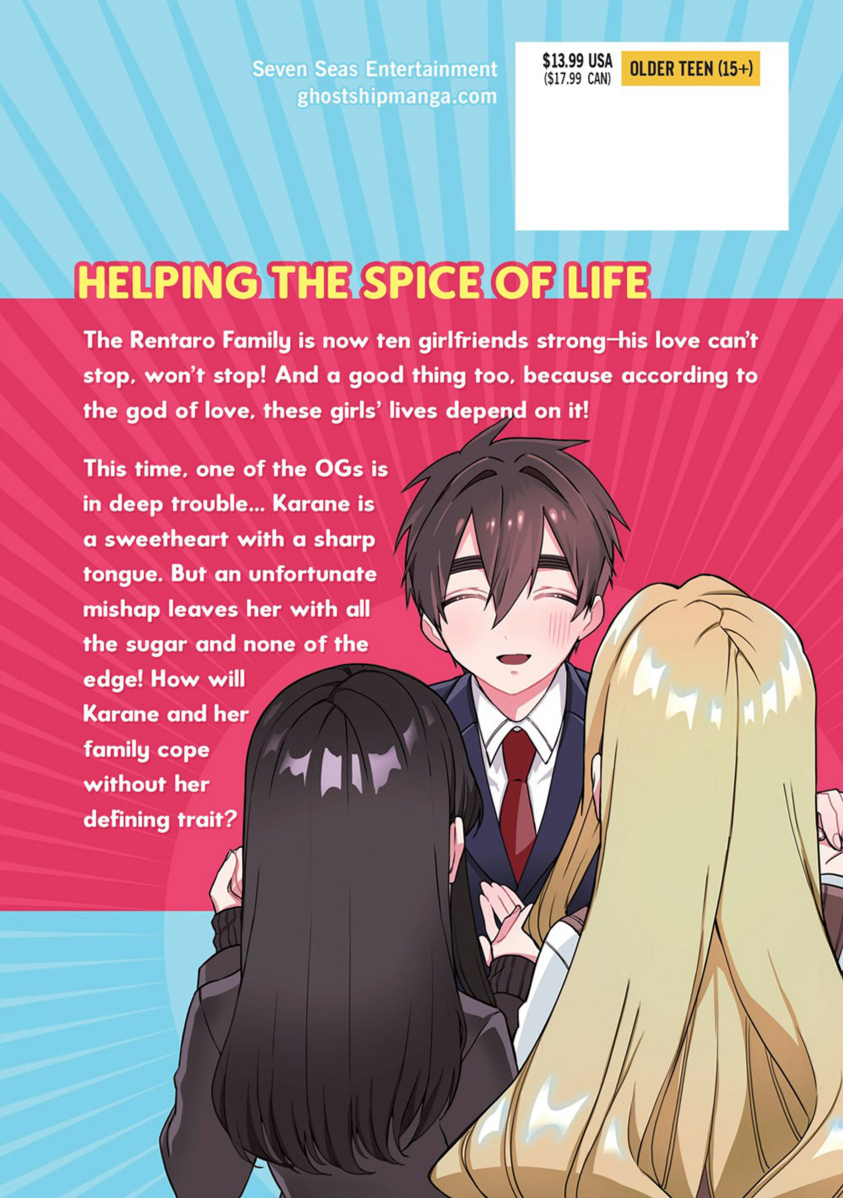 Seven Seas Entertainment
ghostshipmanga.com
$13.99 USA
($17.99 CAN)
OLDER TEEN (15+)
HELPING THE SPICE OF LIFE
The Rentaro Family is now ten girlfriends strong—his love can't
stop, won't stop! And a good thing too, because according to
the god of love, these girls' lives depend on it!
This time, one of the OGs is
in deep trouble... Karane is
a sweetheart with a sharp
tongue. But an unfortunate
mishap leaves her with all
the sugar and none of the
edge! How will
Karane and her
family cope
without her
defining trait?